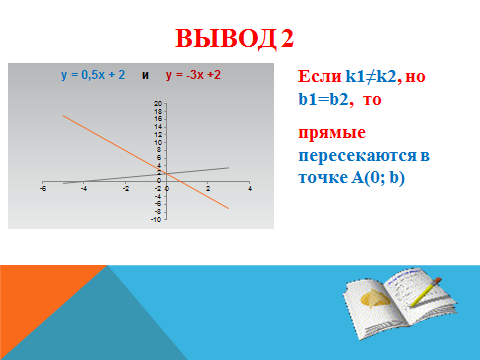 ВЫВОД 2
y = 0,5x + 2 и y = -3x +2
20
18
16
14
12
10
8
6
4
2
0
-2
-4
-6
-8
-10
-6 -4 -2 0 2 4
Если k1≠k2, но
b1=b2, то
прямые
пересекаются в
точке A(0; b)